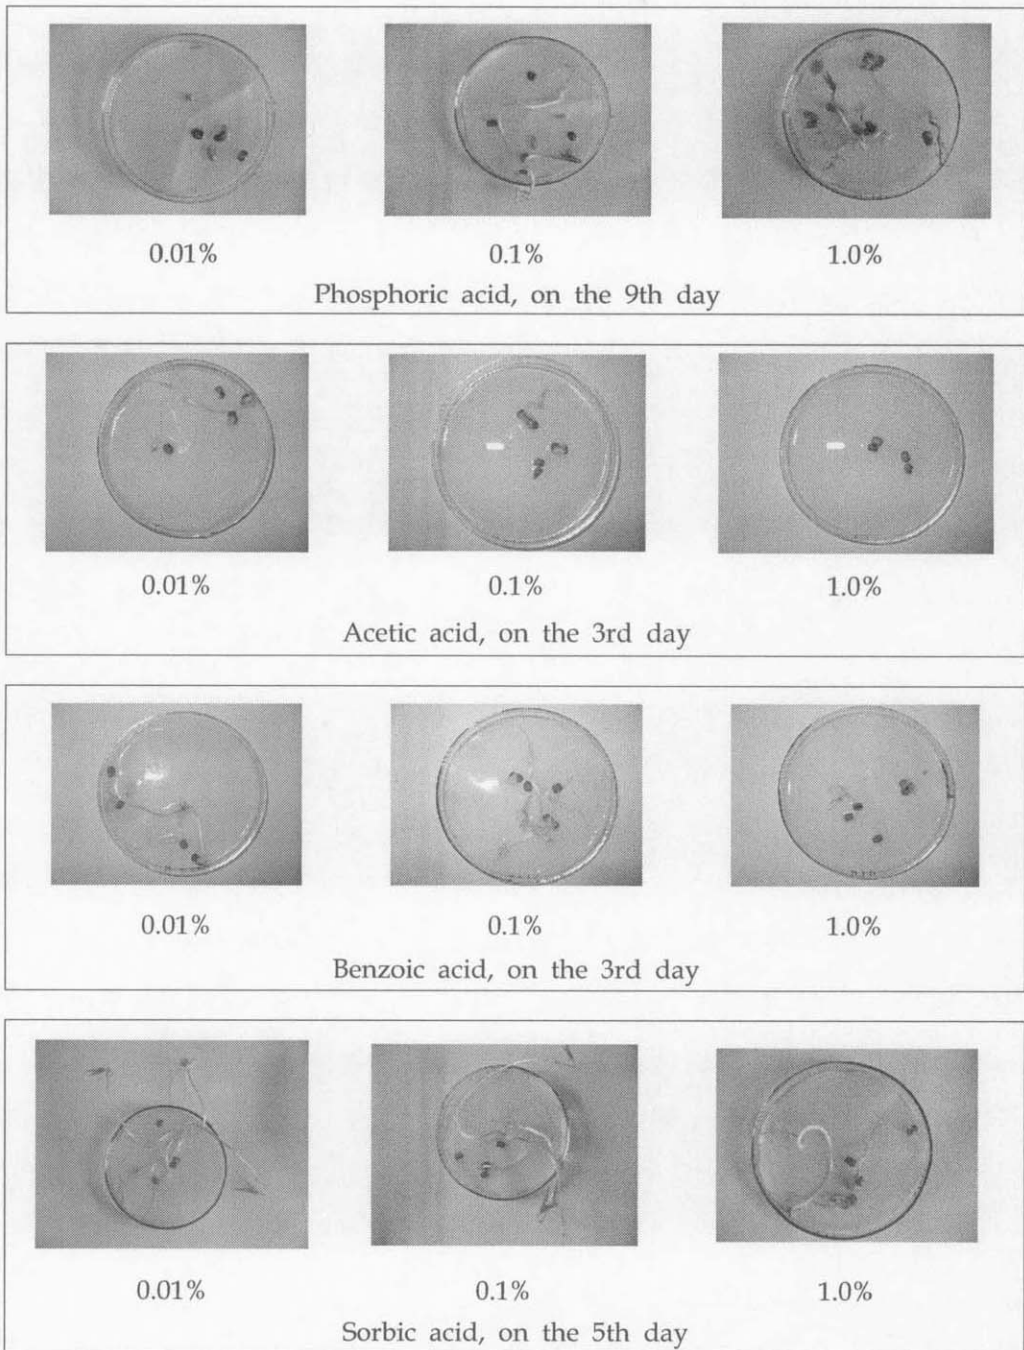 0.01% 0.1% 1.0%
Phosphoric acid, on the 9th day
0.01% 0.1% 1.0%
Acetic acid, on the 3rd day
0.01% 0.1% 1.0%
Benzoic acid, on the 3rd day
0.01% 0.1% 1.0%
Sorbic acid, on the 5th day